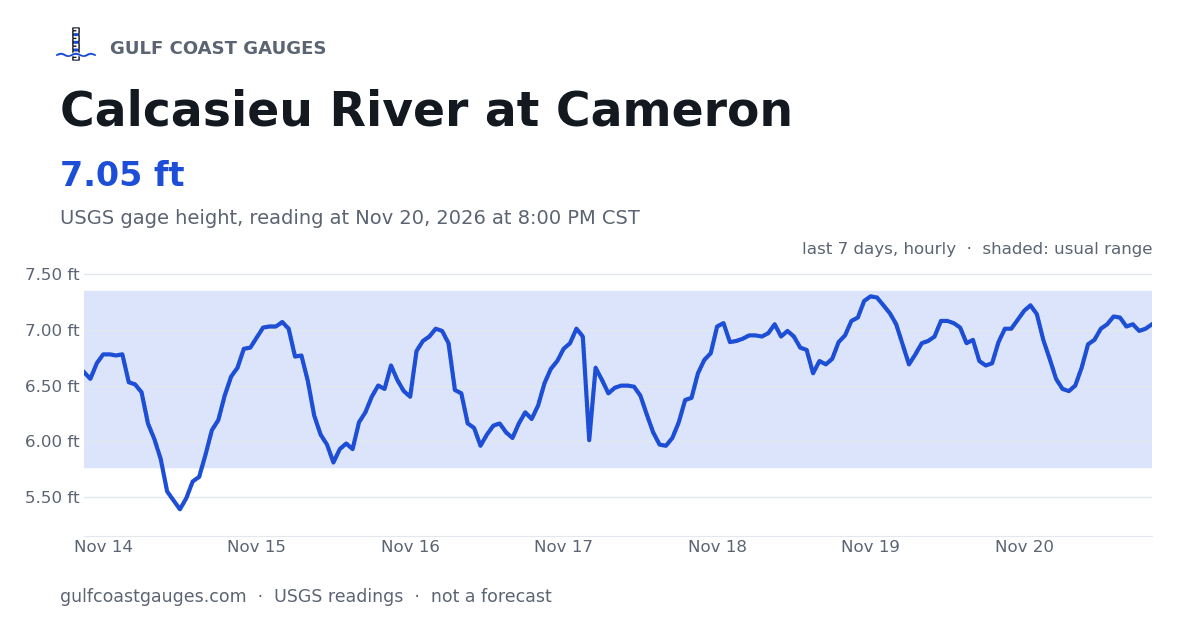 GULF COAST GAUGES
Calcasieu River at Cameron
7.05 ft
USGS gage height, reading at Nov 20, 2026 at 8:00 PM CST
last 7 days, hourly · shaded: usual range
7.50 ft
7.00 ft
6.50 ft
6.00 ft
5.50 ft
Nov 14 Nov 15 Nov 16 Nov 17 Nov 18 Nov 19 Nov 20
gulfcoastgauges.com · USGS readings · not a forecast